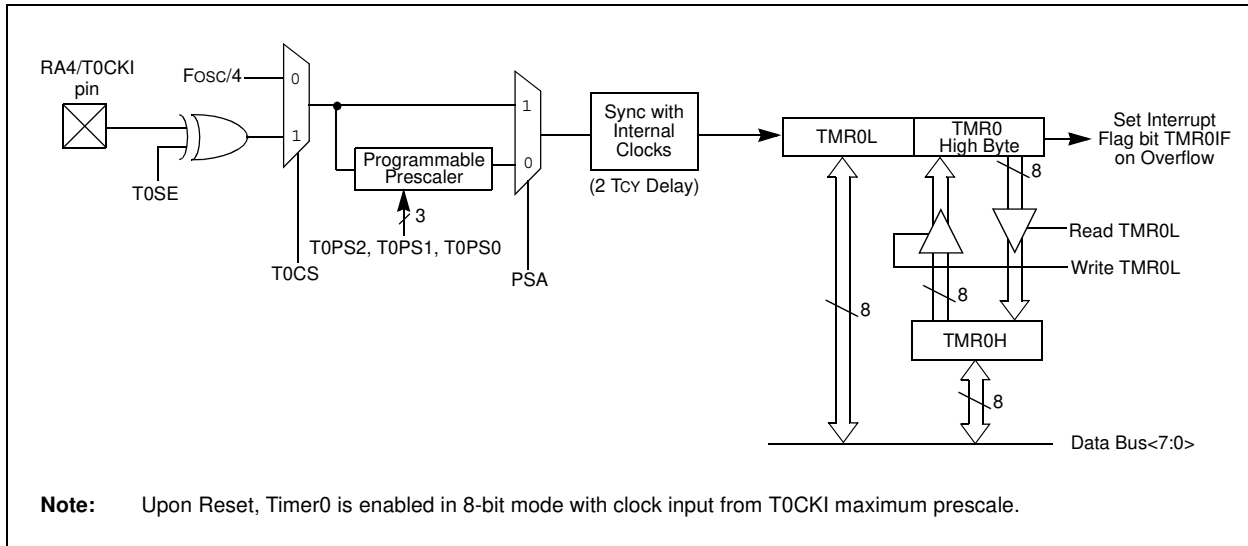 RA4/T0CKI
pin
FOSC/4
0
1
T0SE
T0CS
Programmable
Prescaler
3
T0PS2, T0PS1, T0PS0
1
0
PSA
Sync with
Internal
Clocks
(2 TCY Delay)
TMR0L
TMR0
High Byte
Set Interrupt
Flag bit TMR0IF
on Overflow
8
Read TMR0L
Write TMR0L
8
8
TMR0H
8
Data Bus<7:0>
Note: Upon Reset, Timer0 is enabled in 8-bit mode with clock input from T0CKI maximum prescale.